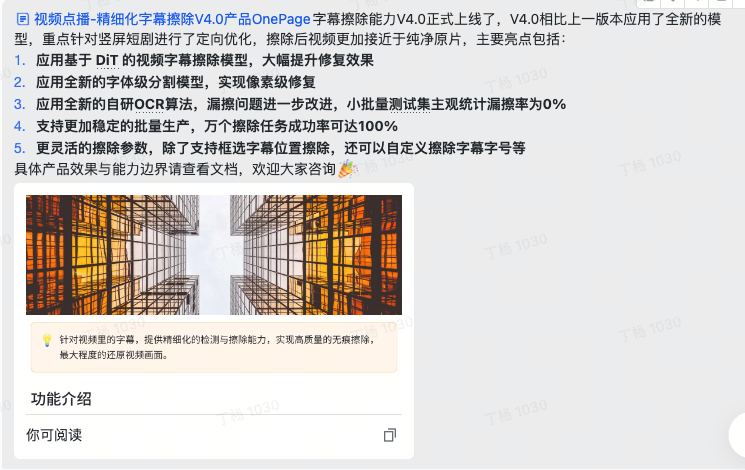 视频点播-精细化字幕擦除V4.0产品OnePage字幕擦除能力V4.0正式上线了，V4.0相比上一版本应用了全新的模
型，重点针对竖屏短剧进行了定向优化，擦除后视频更加接近于纯净原片，主要亮点包括：
1. 应用基于 DiT 的视频字幕擦除模型，大幅提升修复效果
2. 应用全新的字体级分割模型，实现像素级修复
3. 应用全新的自研OCR算法，漏擦问题进一步改进，小批量测试集主观统计漏擦率为0%
4. 支持更加稳定的批量生产，万个擦除任务成功率可达100%
5. 更灵活的擦除参数，除了支持框选字幕位置擦除，还可以自定义擦除字幕字号等
具体产品效果与能力边界请查看文档，欢迎大家咨询🎉
💡 针对视频里的字幕，提供精细化的检测与擦除能力，实现高质量的无痕擦除，
最大程度的还原视频画面。
功能介绍
你可阅读
丁杨 1030